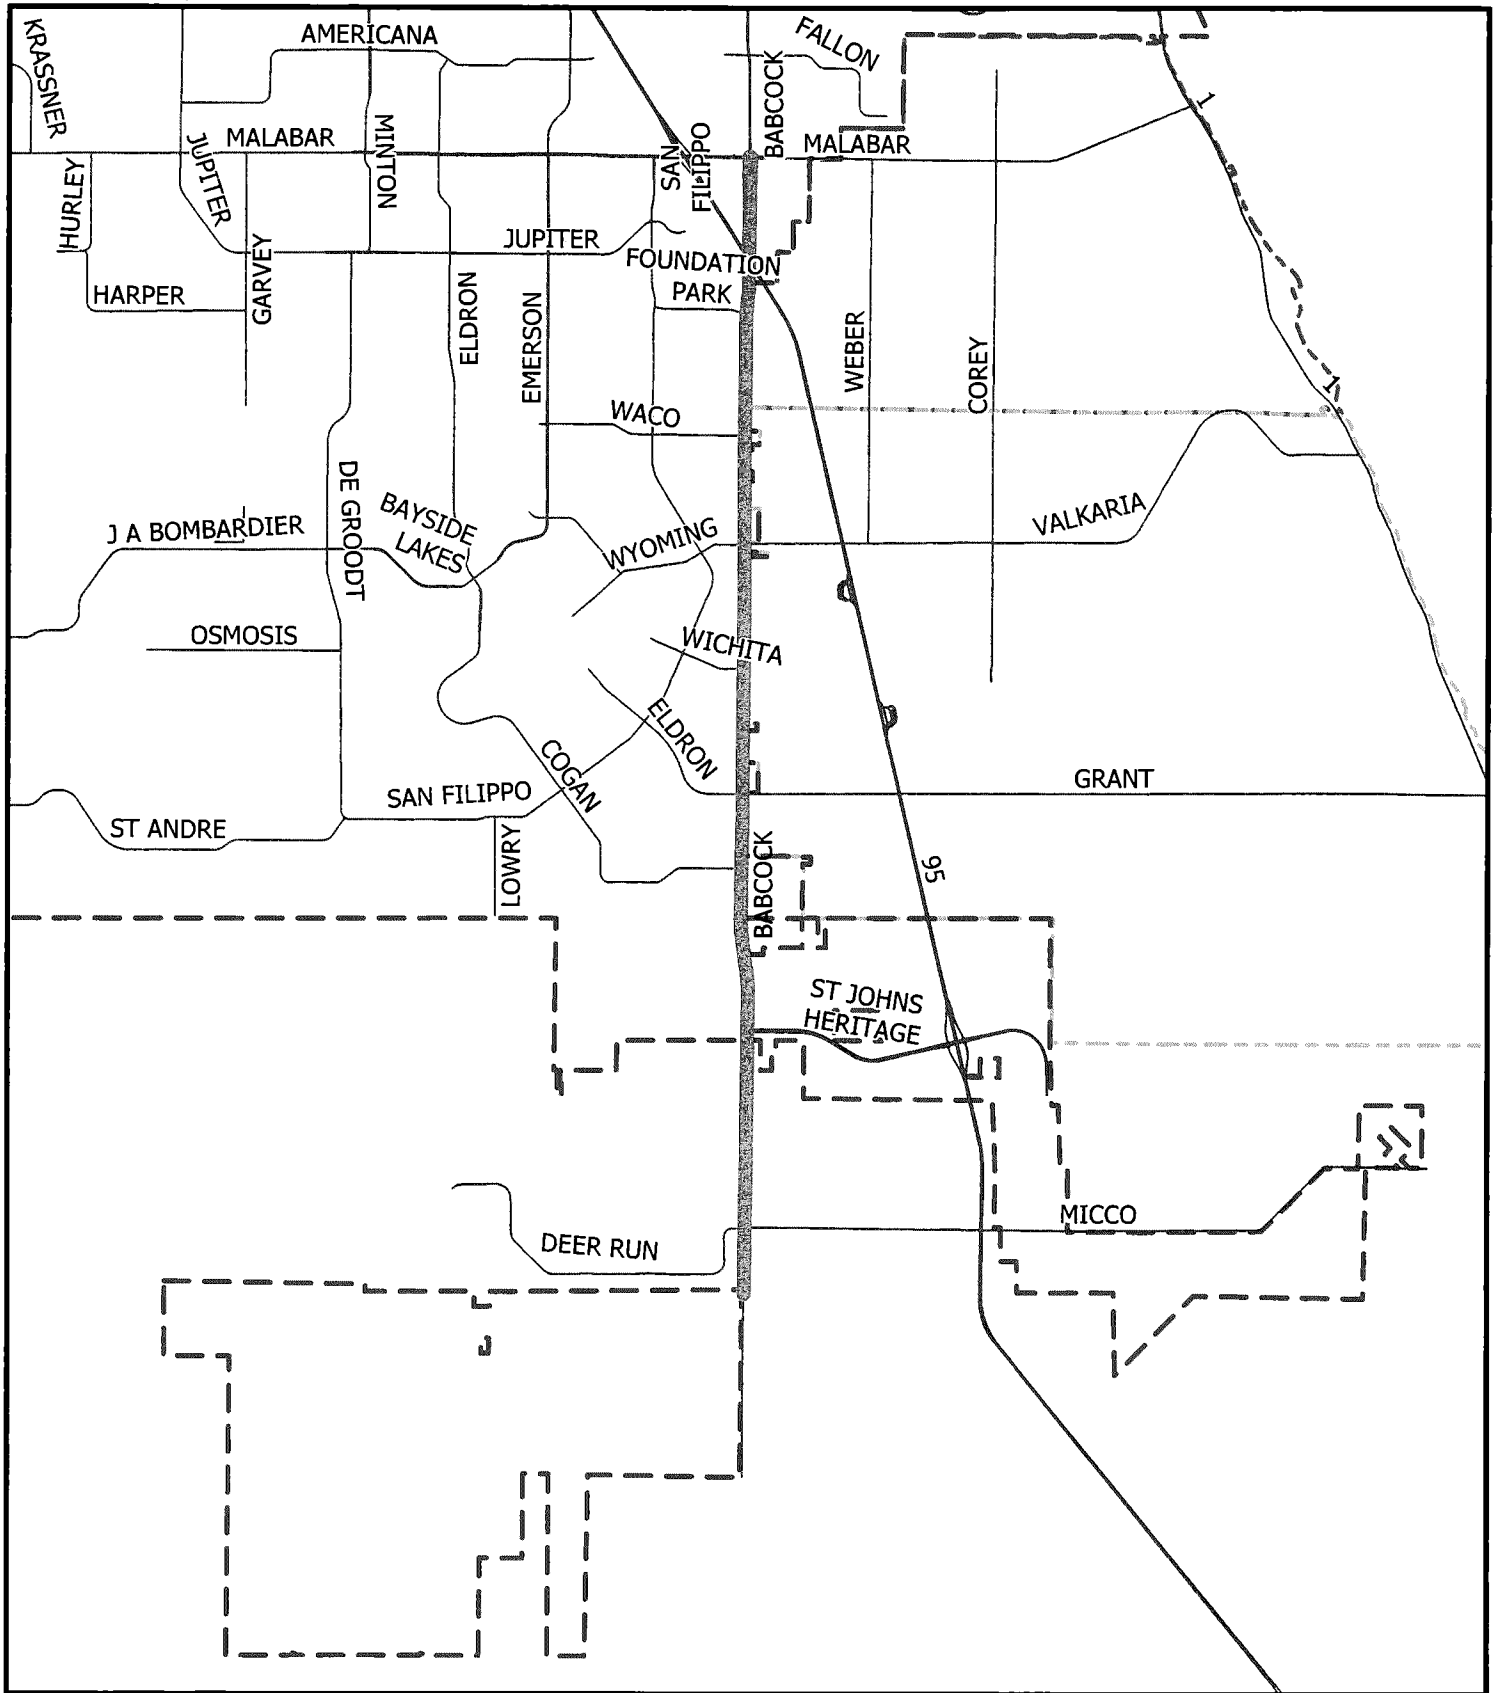 KRASSNER
AMERICANA
FALLON
BABCOCK
1
MALABAR
MINTON
JUPITER
SAN
FILIPPO
MALABAR
HURLEY
GARVEY
JUPITER
FOUNDATION
PARK
HARPER
ELDRON
EMERSON
WEBER
COREY
1
WACO
DE GROODT
BAYSIDE
LAKES
J A BOMBARDIER
WYOMING
VALKARIA
OSMOSIS
WICHITA
ELDRON
COGAN
GRANT
SAN FILIPPO
ST ANDRE
LOWRY
BABCOCK
95
ST JOHNS
HERITAGE
MICCO
DEER RUN